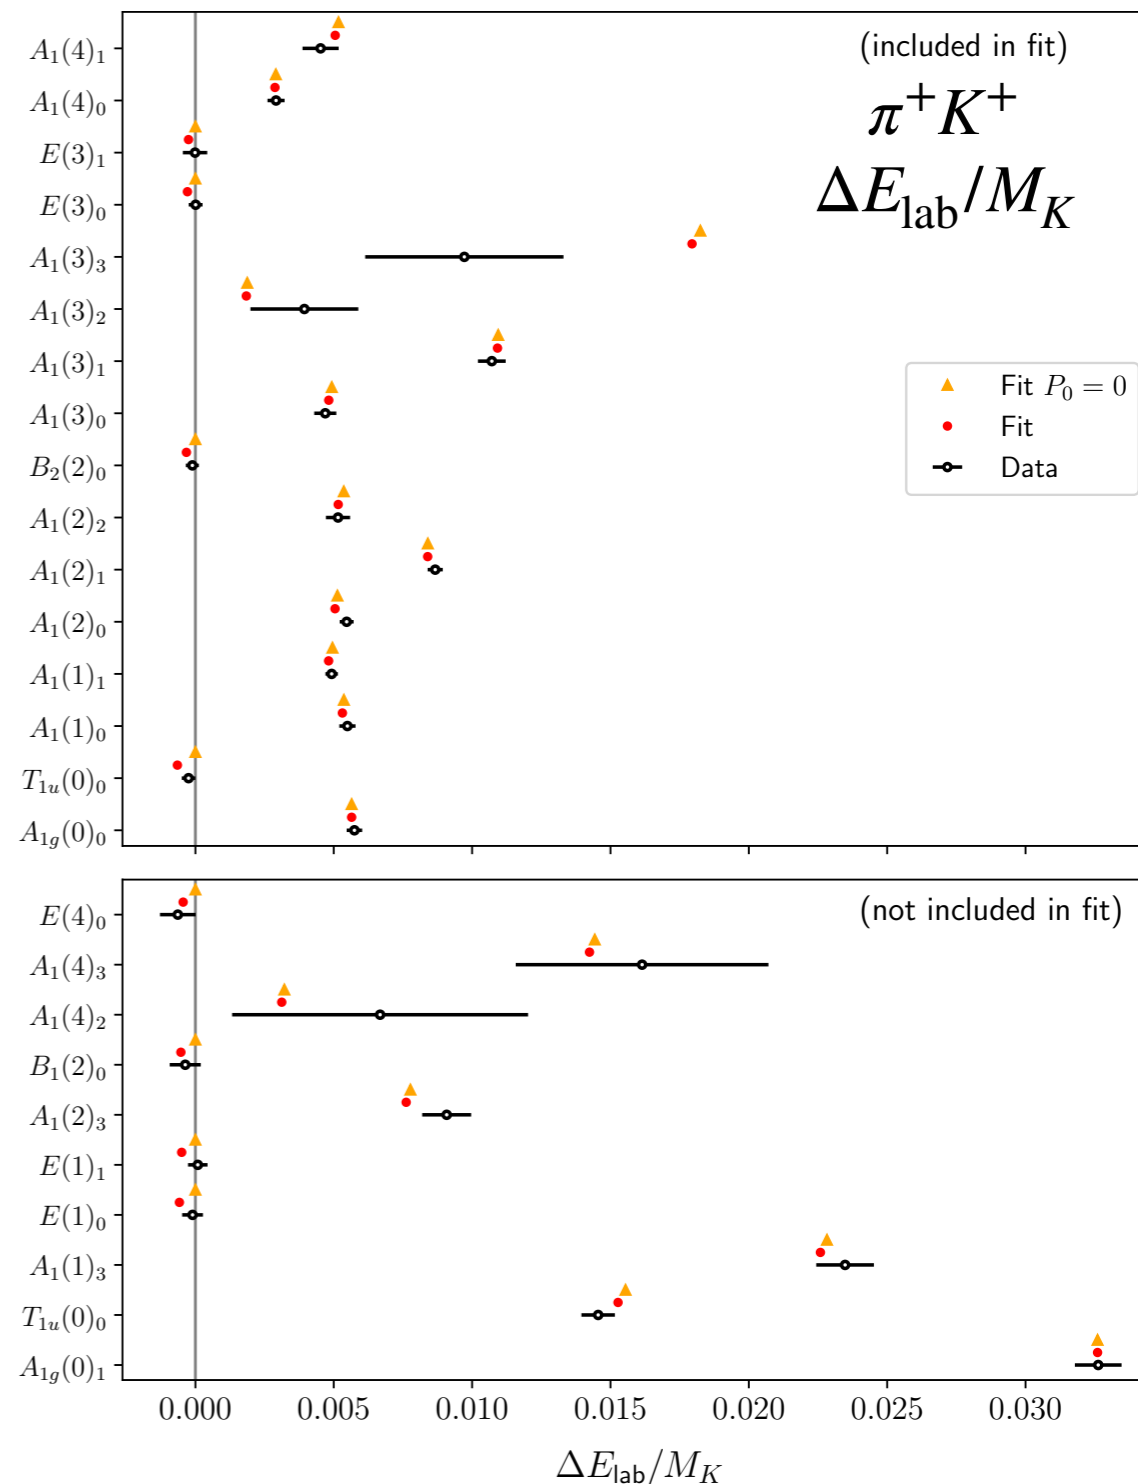 (included in fit)
π⁺K⁺
ΔE_lab/M_K
A₁(4)₁
A₁(4)₀
E(3)₁
E(3)₀
A₁(3)₃
A₁(3)₂
A₁(3)₁
A₁(3)₀
B₂(2)₀
A₁(2)₂
A₁(2)₁
A₁(2)₀
A₁(1)₁
A₁(1)₀
T₁ᵤ(0)₀
A_{1g}(0)₀
Fit P₀ = 0
Fit
Data
(not included in fit)
E(4)₀
A₁(4)₃
A₁(4)₂
B₁(2)₀
A₁(2)₃
E(1)₁
E(1)₀
A₁(1)₃
T₁ᵤ(0)₀
A_{1g}(0)₁
0.000 0.005 0.010 0.015 0.020 0.025 0.030
ΔE_lab/M_K